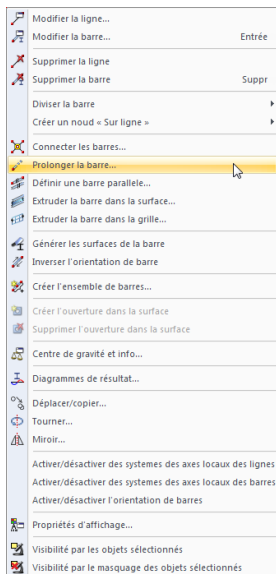 Modifier la ligne...
Modifier la barre... Entrée
Supprimer la ligne
Supprimer la barre Suppr
Diviser la barre
Créer un noud « Sur ligne »
Connecter les barres...
Prolonger la barre...
Définir une barre parallele...
Extruder la barre dans la surface...
Extruder la barre dans la grille...
Générer les surfaces de la barre
Inverser l'orientation de barre
Créer l'ensemble de barres...
Créer l'ouverture dans la surface
Supprimer l'ouverture dans la surface
Centre de gravité et info...
Diagrammes de résultat...
Déplacer/copier...
Tourner...
Miroir...
Activer/désactiver des systemes des axes locaux des lignes
Activer/désactiver des systemes des axes locaux des barres
Activer/désactiver l'orientation de barres
Propriétés d'affichage...
Visibilité par les objets sélectionnés
Visibilité par le masquage des objets sélectionnés